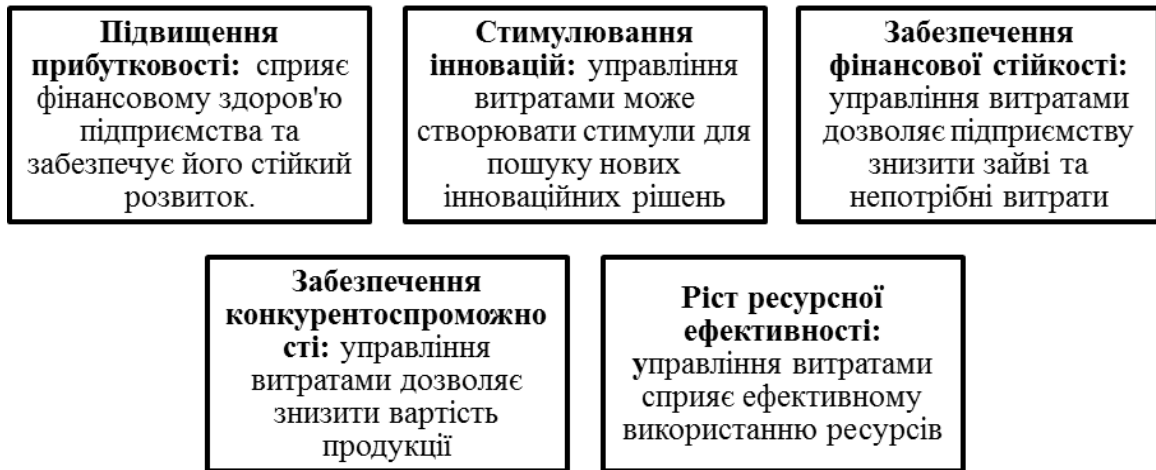 Підвищення
прибутковості: сприяє
фінансовому здоров'ю
підприємства та
забезпечує його стійкий
розвиток.
Стимулювання
інновацій: управління
витратами може
створювати стимули для
пошуку нових
інноваційних рішень
Забезпечення
фінансової стійкості:
управління витратами
дозволяє підприємству
знизити зайві та
непотрібні витрати
Забезпечення
конкурентоспроможно
сті: управління
витратами дозволяє
знизити вартість
продукції
Ріст ресурсної
ефективності:
управління витратами
сприяє ефективному
використанню ресурсів